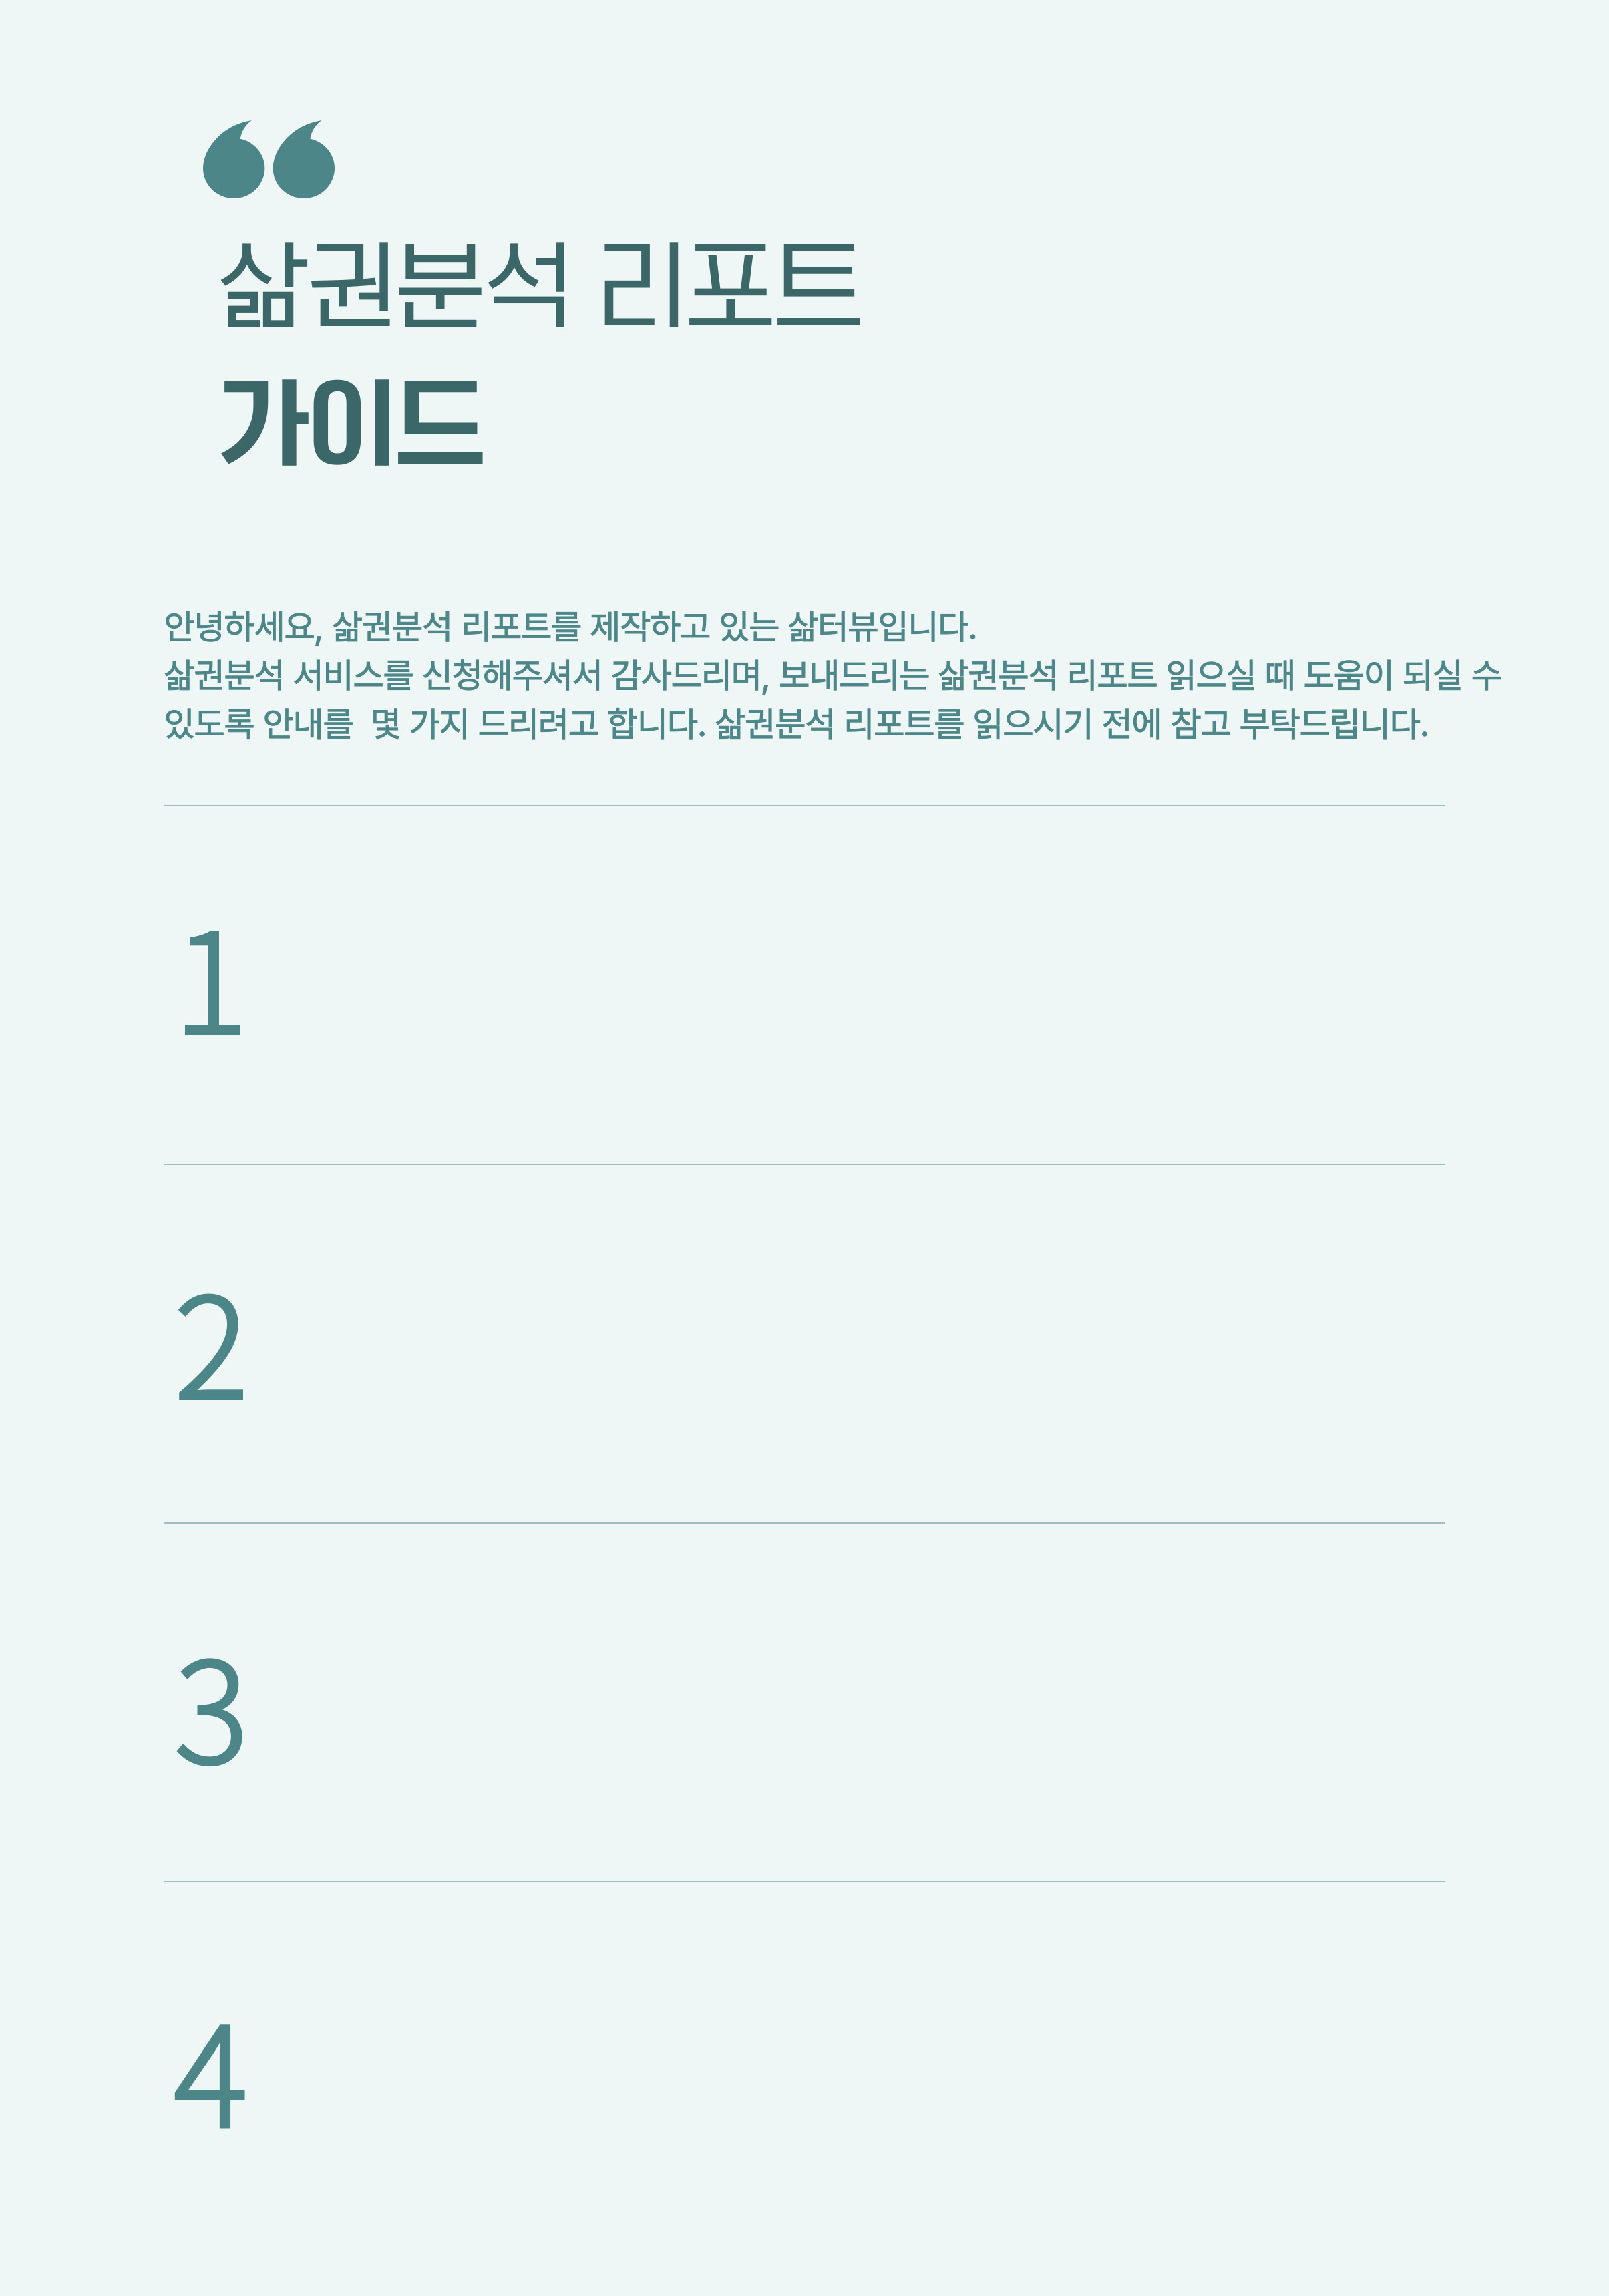 ❝
삶권분석 리포트
가이드
안녕하세요, 삶권분석 리포트를 제작하고 있는 삶터뷰입니다.
삶권분석 서비스를 신청해주셔서 감사드리며, 보내드리는 삶권분석 리포트 읽으실 때 도움이 되실 수
있도록 안내를  몇 가지 드리려고 합니다. 삶권분석 리포트를 읽으시기 전에 참고 부탁드립니다.
1
2
3
4